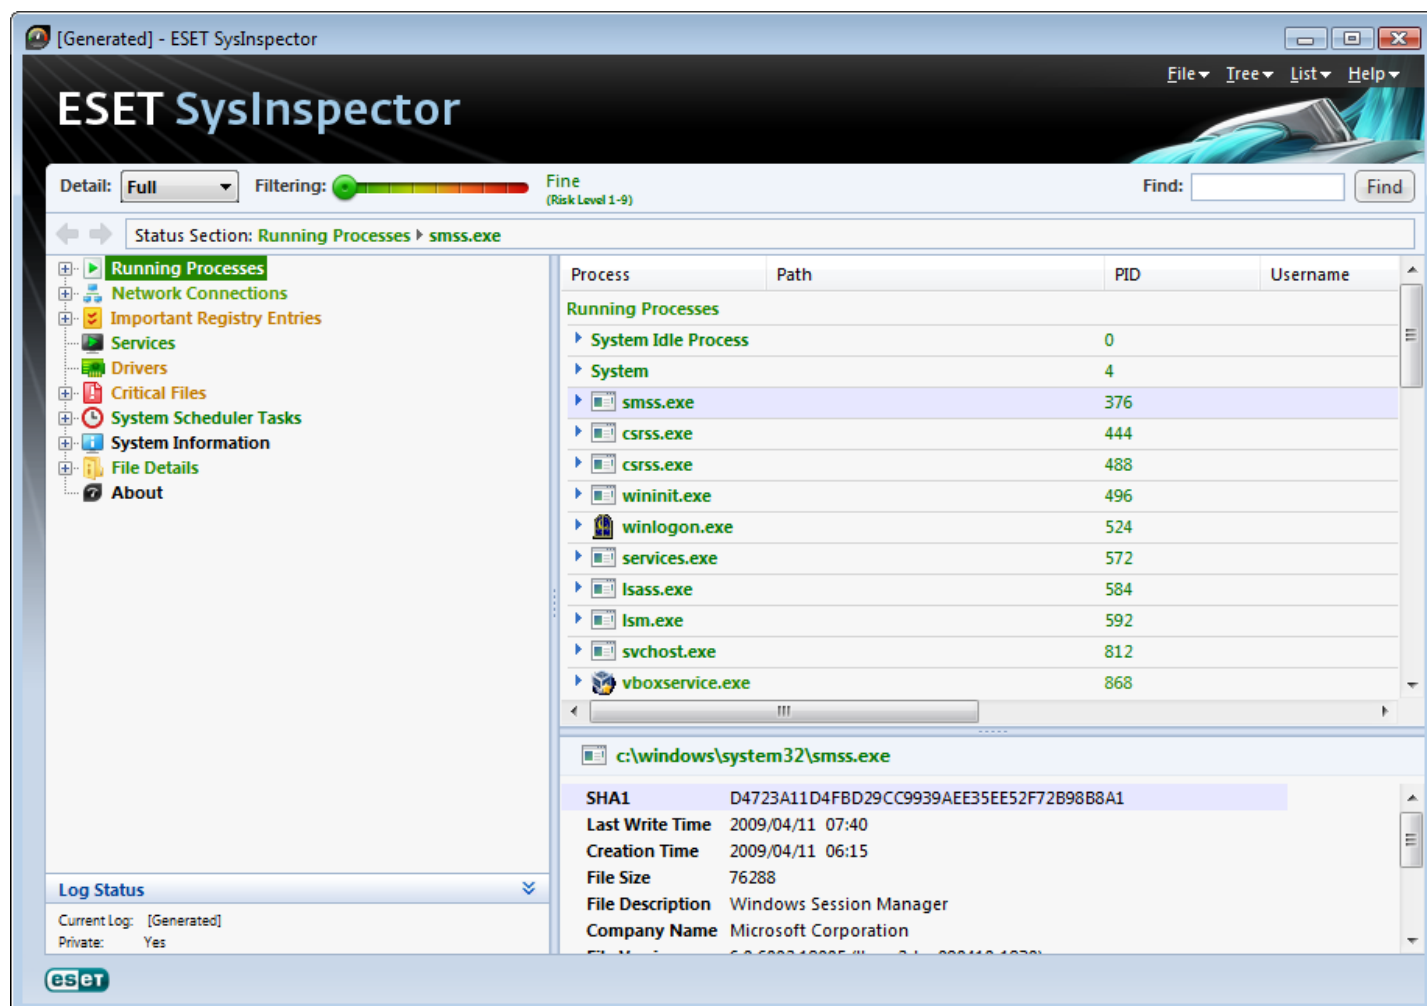 [Generated] - ESET SysInspector
File Tree List Help
ESET SysInspector
Detail: Full Filtering: Fine Find: Find
(Risk Level 1-9)
Status Section: Running Processes smss.exe
Running Processes
Network Connections
Important Registry Entries
Services
Drivers
Critical Files
System Scheduler Tasks
System Information
File Details
About
Process Path PID Username
Running Processes
System Idle Process 0
System 4
smss.exe 376
csrss.exe 444
csrss.exe 488
wininit.exe 496
winlogon.exe 524
services.exe 572
lsass.exe 584
lsm.exe 592
svchost.exe 812
vboxservice.exe 868
c:\windows\system32\smss.exe
SHA1 D4723A11D4FBD29CC9939AEE35EE52F72B98B8A1
Last Write Time 2009/04/11 07:40
Creation Time 2009/04/11 06:15
File Size 76288
File Description Windows Session Manager
Company Name Microsoft Corporation
Log Status
Current Log: [Generated]
Private: Yes
eset